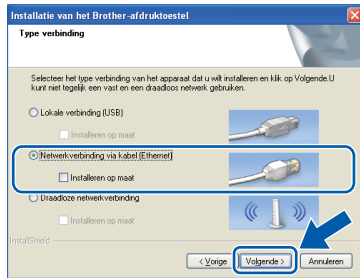 Installatie van het Brother-afdruktoestel
Type verbinding
Selecteer het type verbinding van het apparaat dat u wilt installeren en klik op Volgende.U
kunt niet tegelijk een vast en een draadloos netwerk gebruiken.
Lokale verbinding (USB)
Installeren op maat
Netwerkverbinding via kabel (Ethernet)
Installeren op maat
Draadloze netwerkverbinding
Installeren op maat
InstallShield
< Vorige
Volgende >
Annuleren